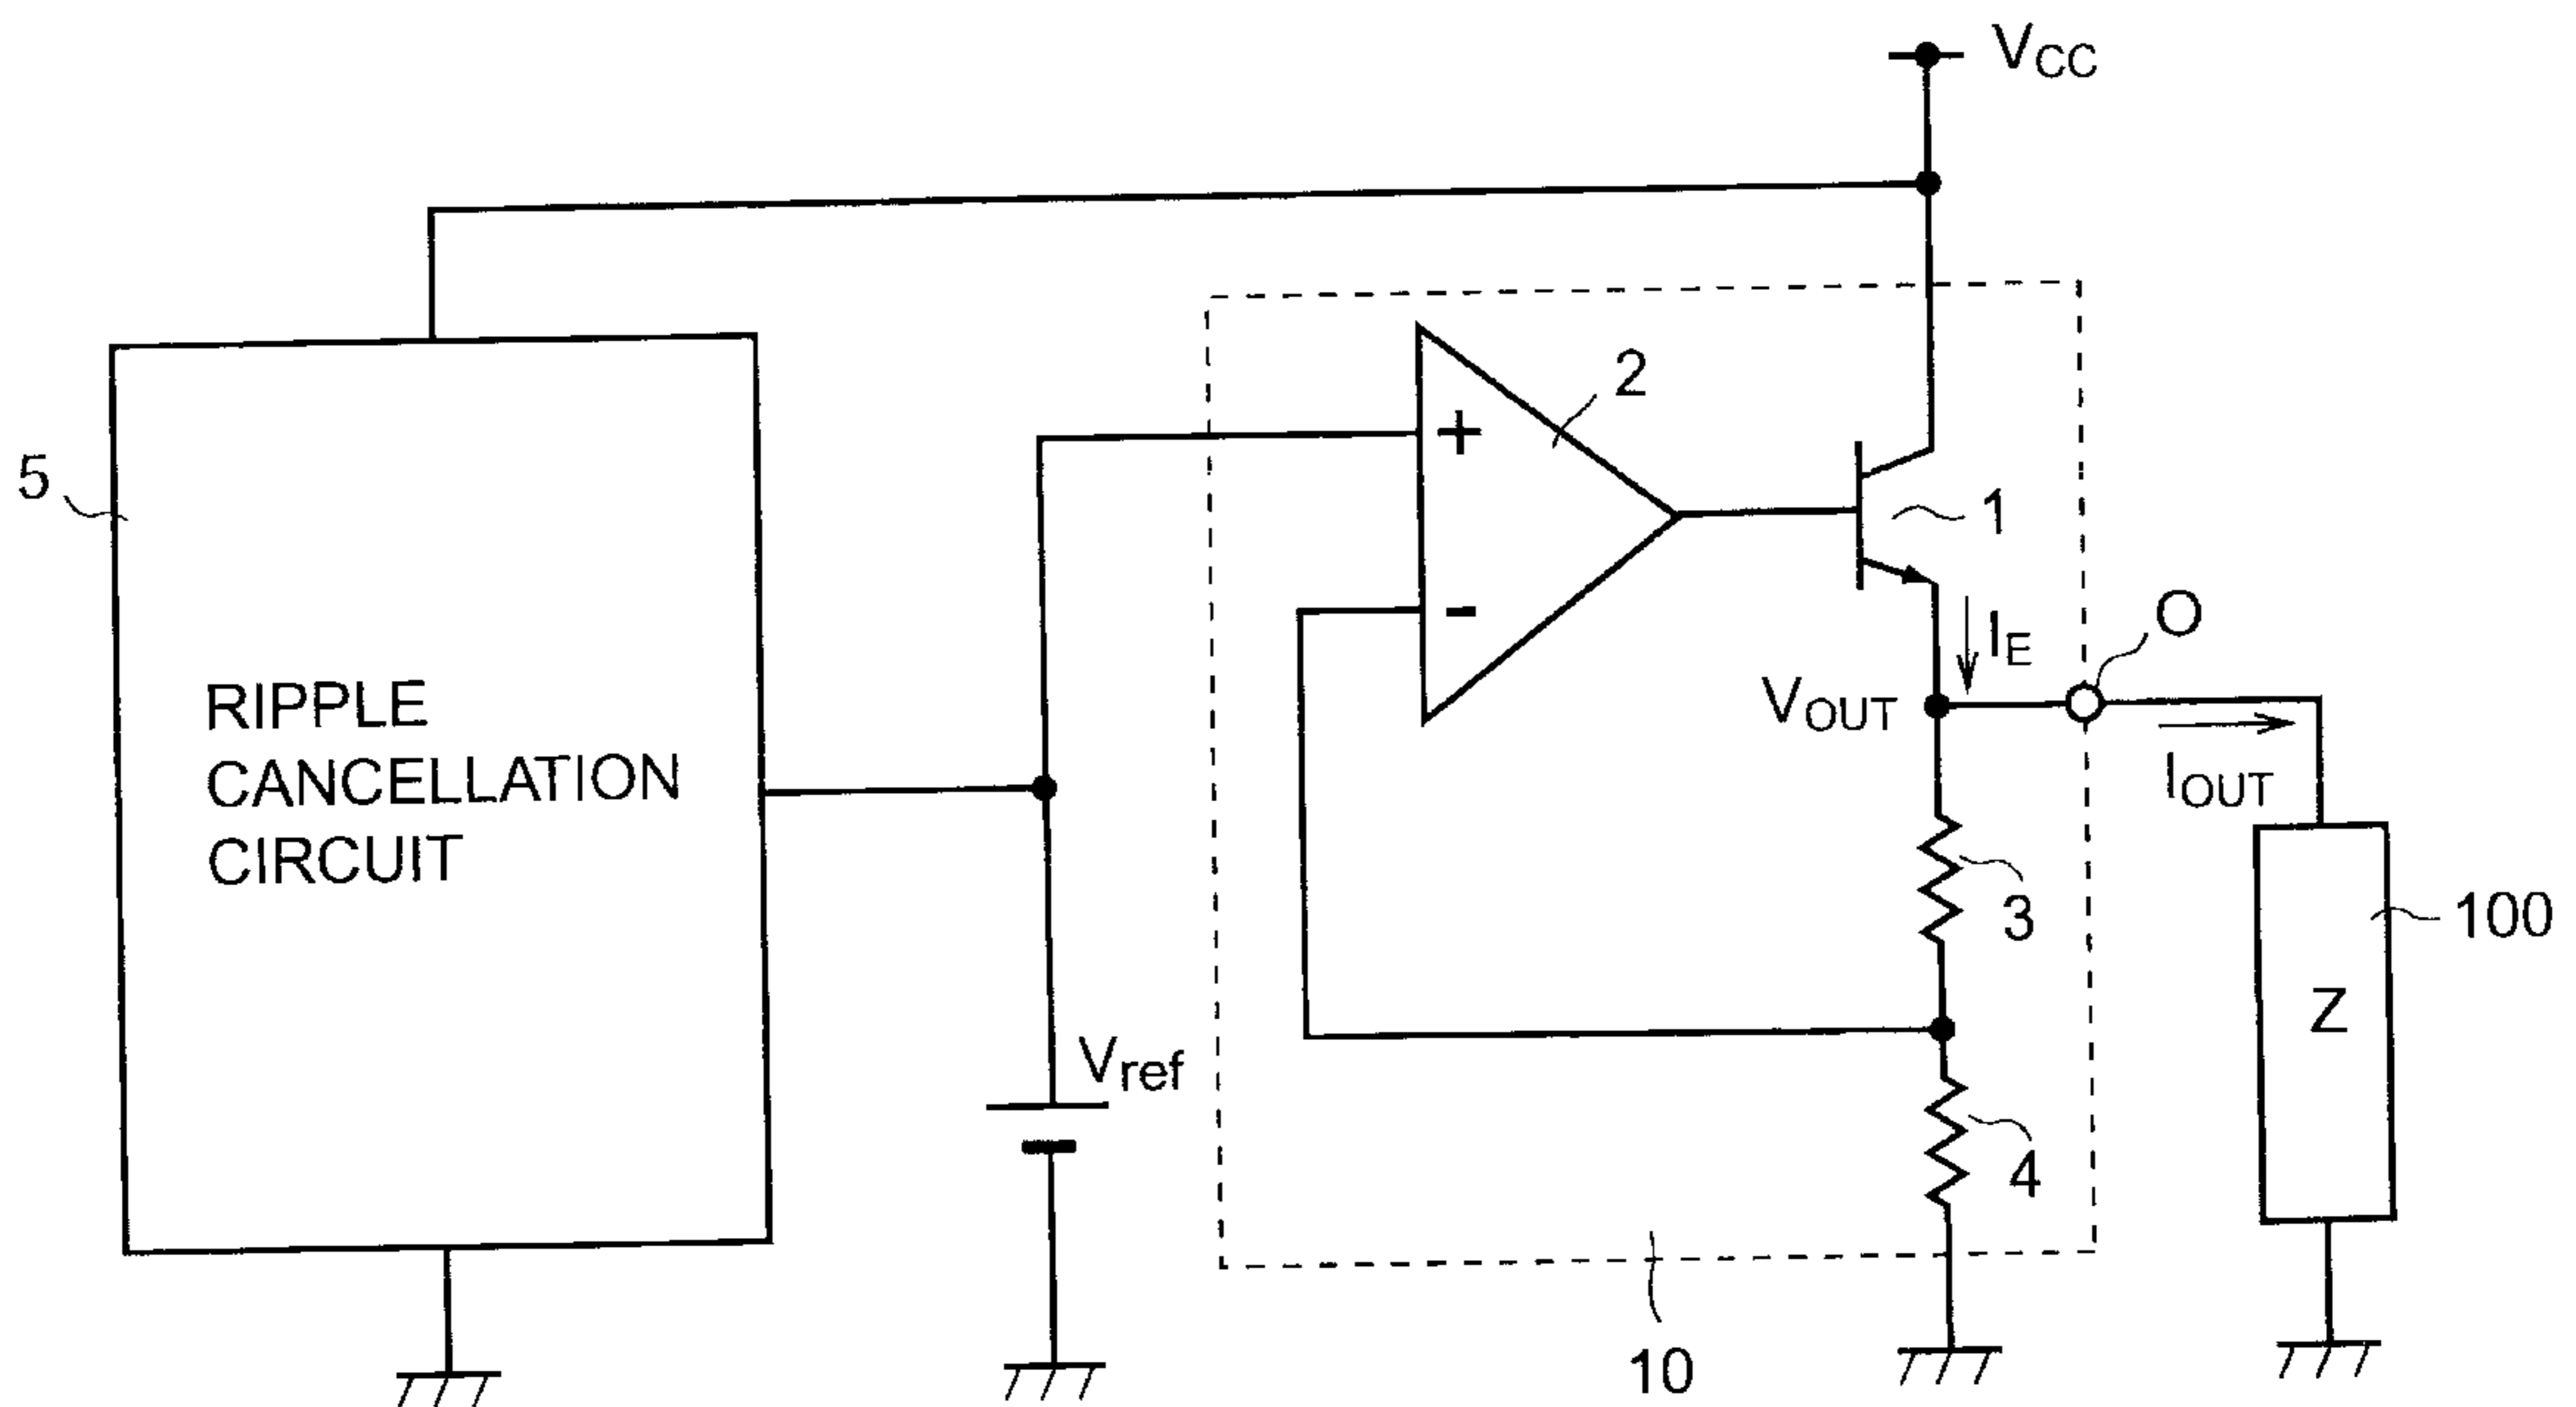 VCC
2
+
5
1
-
O
IE
VOUT
RIPPLE
CANCELLATION
CIRCUIT
IOUT
3
100
Z
Vref
4
10